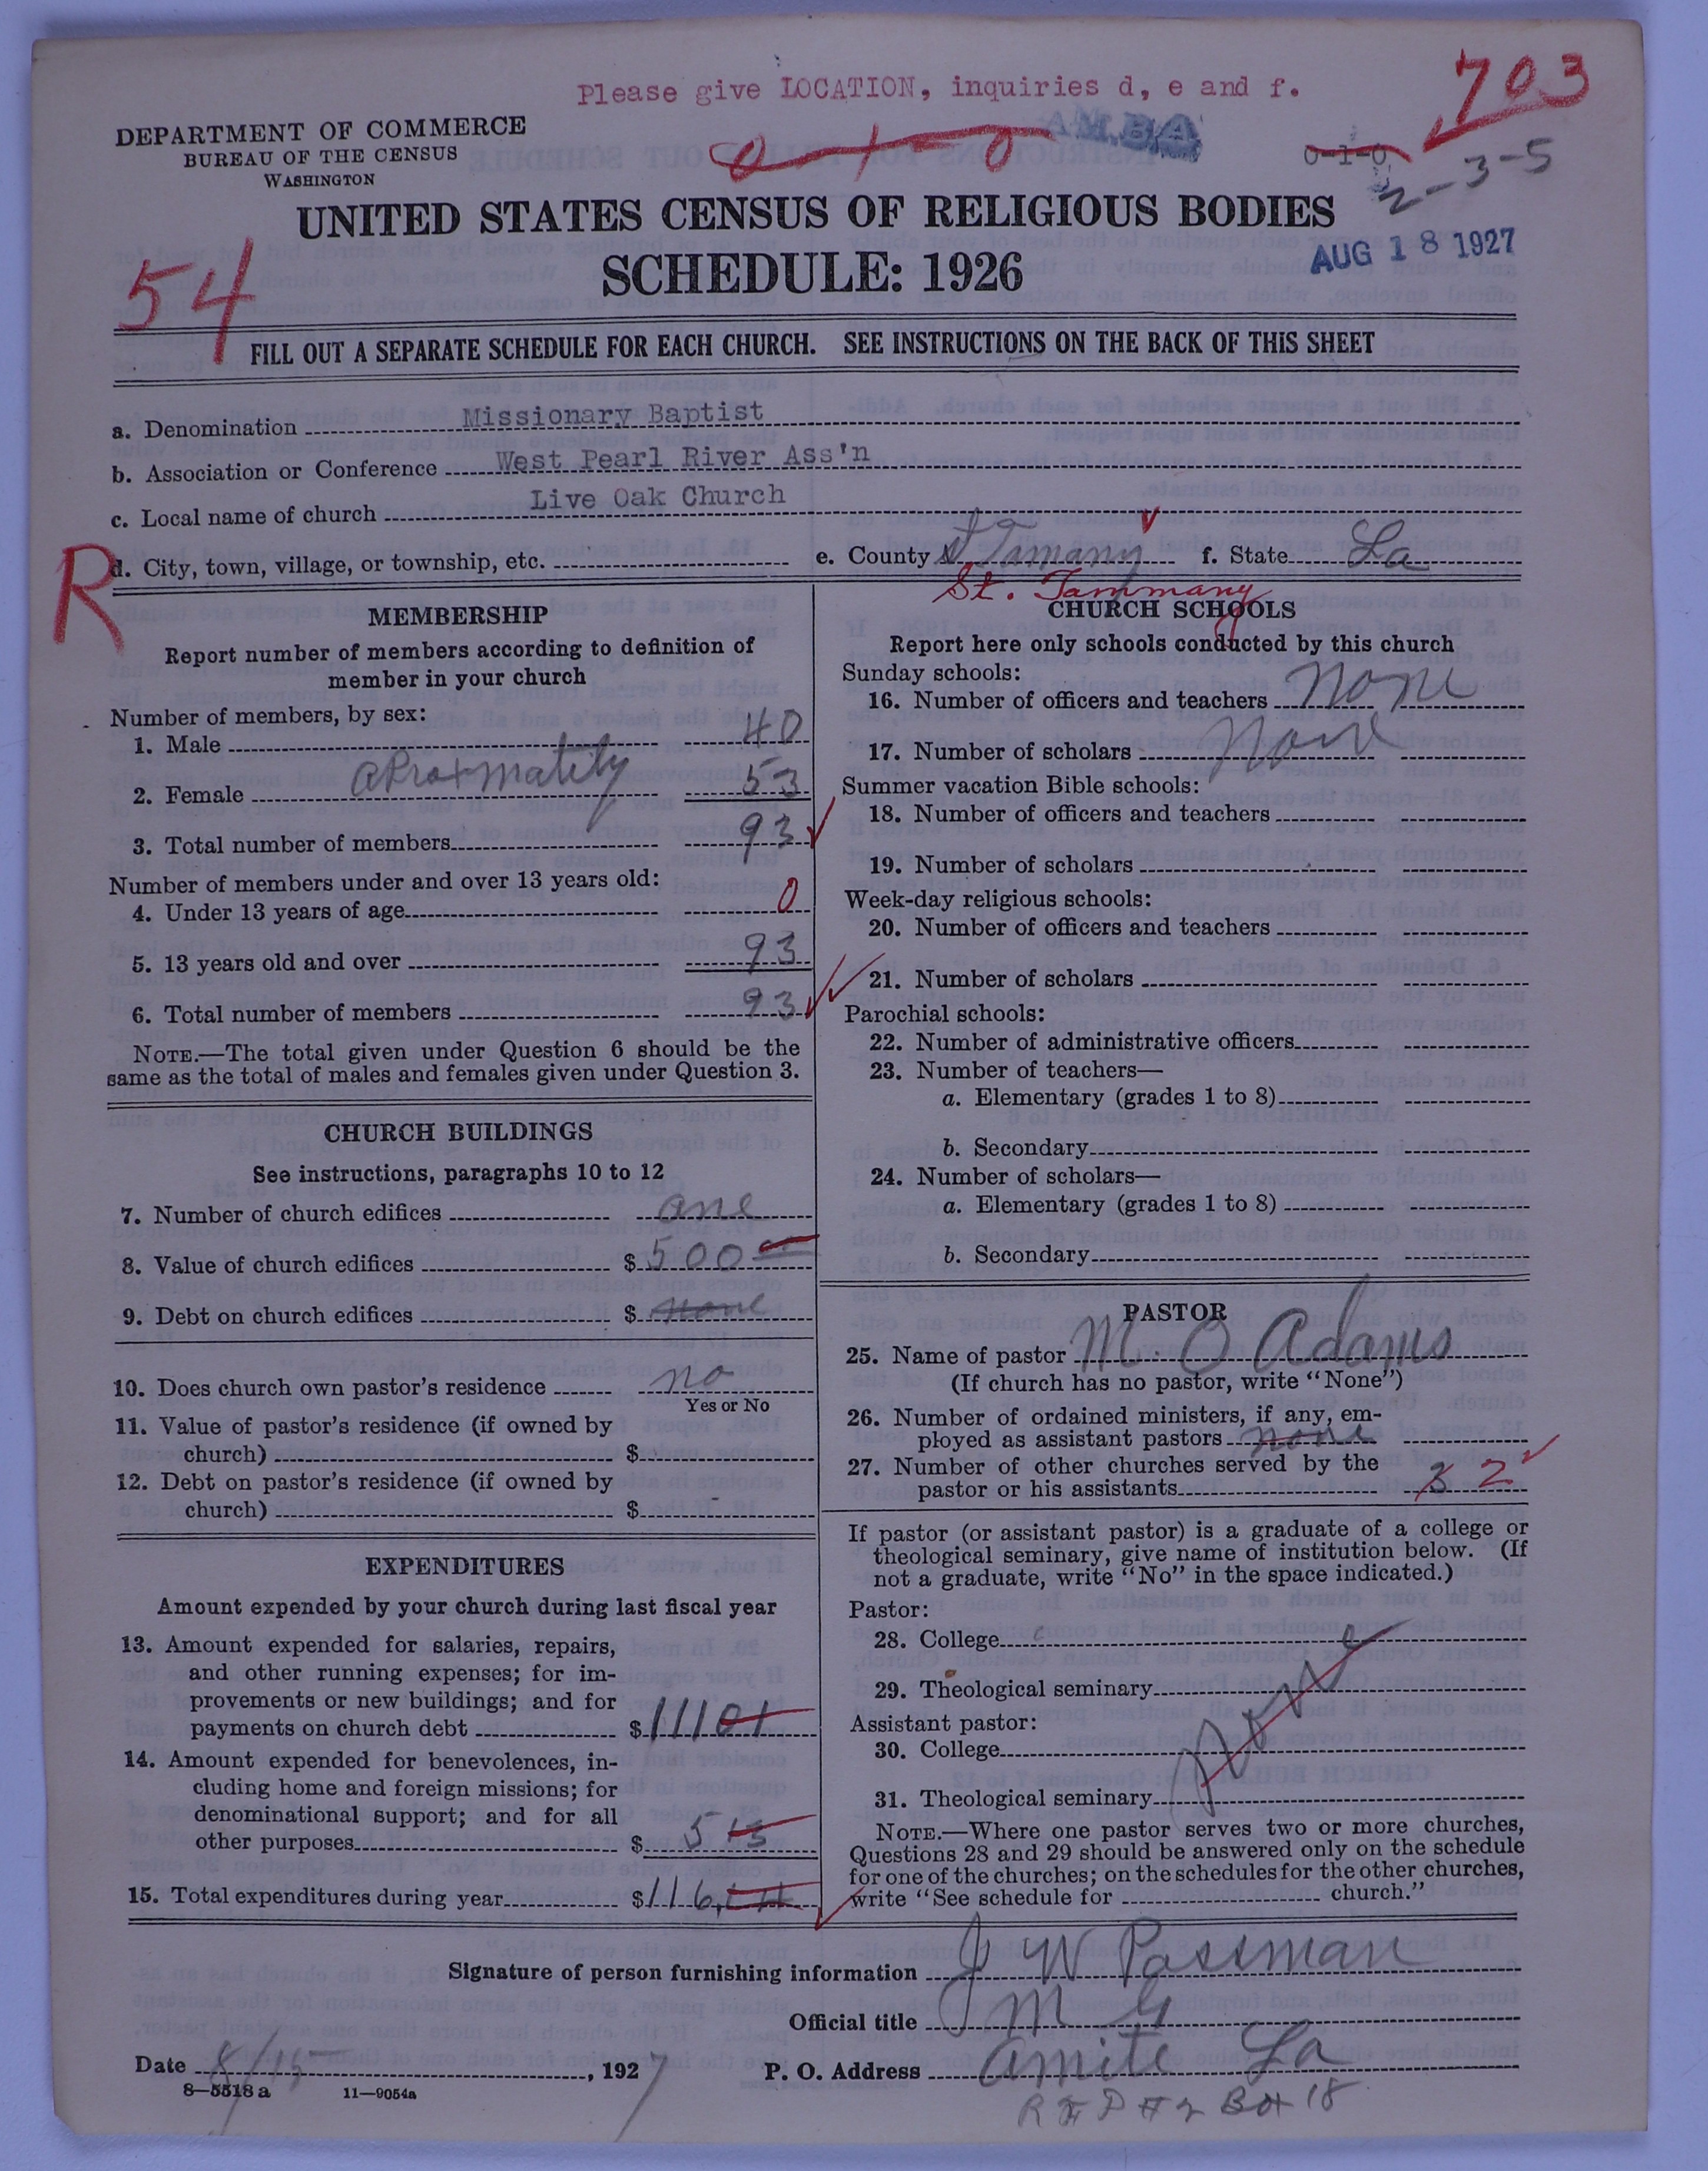 Please give LOCATION, inquiries d, e and f.
703
DEPARTMENT OF COMMERCE
BUREAU OF THE CENSUS
WASHINGTON
0-1-0
A.M.B.A
0-1-0
2-3-5
UNITED STATES CENSUS OF RELIGIOUS BODIES
SCHEDULE: 1926
AUG 18 1927
54
FILL OUT A SEPARATE SCHEDULE FOR EACH CHURCH. SEE INSTRUCTIONS ON THE BACK OF THIS SHEET
a. Denomination Missionary Baptist
b. Association or Conference West Pearl River Ass'n
c. Local name of church Live Oak Church
R
d. City, town, village, or township, etc. e. County St Tamany f. State La
St. Tammany
MEMBERSHIP
Report number of members according to definition of
member in your church
Number of members, by sex:
1. Male 40
aProxmatily
2. Female 53
3. Total number of members 93
Number of members under and over 13 years old:
4. Under 13 years of age 0
5. 13 years old and over 93
6. Total number of members 93
NOTE.—The total given under Question 6 should be the
same as the total of males and females given under Question 3.
CHURCH BUILDINGS
See instructions, paragraphs 10 to 12
7. Number of church edifices one
8. Value of church edifices $ 500 00
9. Debt on church edifices $ none
10. Does church own pastor's residence no
Yes or No
11. Value of pastor's residence (if owned by
church) $
12. Debt on pastor's residence (if owned by
church) $
EXPENDITURES
Amount expended by your church during last fiscal year
13. Amount expended for salaries, repairs,
and other running expenses; for im-
provements or new buildings; and for
payments on church debt $ 111 01
14. Amount expended for benevolences, in-
cluding home and foreign missions; for
denominational support; and for all
other purposes $ 5 13
15. Total expenditures during year $ 116,14
CHURCH SCHOOLS
Report here only schools conducted by this church
Sunday schools:
16. Number of officers and teachers none
17. Number of scholars None
Summer vacation Bible schools:
18. Number of officers and teachers
19. Number of scholars
Week-day religious schools:
20. Number of officers and teachers
21. Number of scholars
Parochial schools:
22. Number of administrative officers
23. Number of teachers—
a. Elementary (grades 1 to 8)
b. Secondary
24. Number of scholars—
a. Elementary (grades 1 to 8)
b. Secondary
PASTOR
25. Name of pastor M. O Adams
(If church has no pastor, write "None")
26. Number of ordained ministers, if any, em-
ployed as assistant pastors none
27. Number of other churches served by the
pastor or his assistants 3 2
If pastor (or assistant pastor) is a graduate of a college or
theological seminary, give name of institution below. (If
not a graduate, write "No" in the space indicated.)
Pastor:
28. College
29. Theological seminary
None
Assistant pastor:
30. College
31. Theological seminary
NOTE.—Where one pastor serves two or more churches,
Questions 28 and 29 should be answered only on the schedule
for one of the churches; on the schedules for the other churches,
write "See schedule for church."
Signature of person furnishing information J W Passman
Official title
Date 8/15, 1927 P. O. Address Amite La
8—5518 a 11—9054a
R F D # 2 Box 18